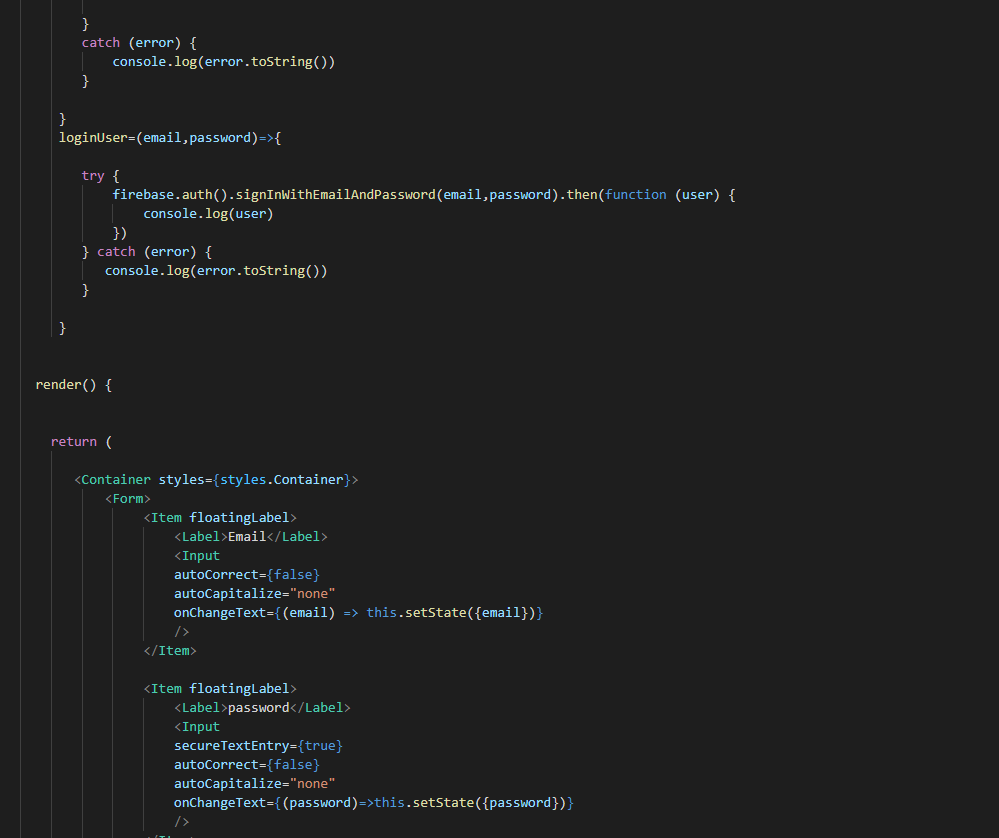 }
catch (error) {
console.log(error.toString())
}
}
loginUser=(email,password)=>{
try {
firebase.auth().signInWithEmailAndPassword(email,password).then(function (user) {
console.log(user)
})
} catch (error) {
console.log(error.toString())
}
}
render() {
return (
<Container styles={styles.Container}>
<Form>
<Item floatingLabel>
<Label>Email</Label>
<Input
autoCorrect={false}
autoCapitalize="none"
onChangeText={(email) => this.setState({email})}
/>
</Item>
<Item floatingLabel>
<Label>password</Label>
<Input
secureTextEntry={true}
autoCorrect={false}
autoCapitalize="none"
onChangeText={(password)=>this.setState({password})}
/>